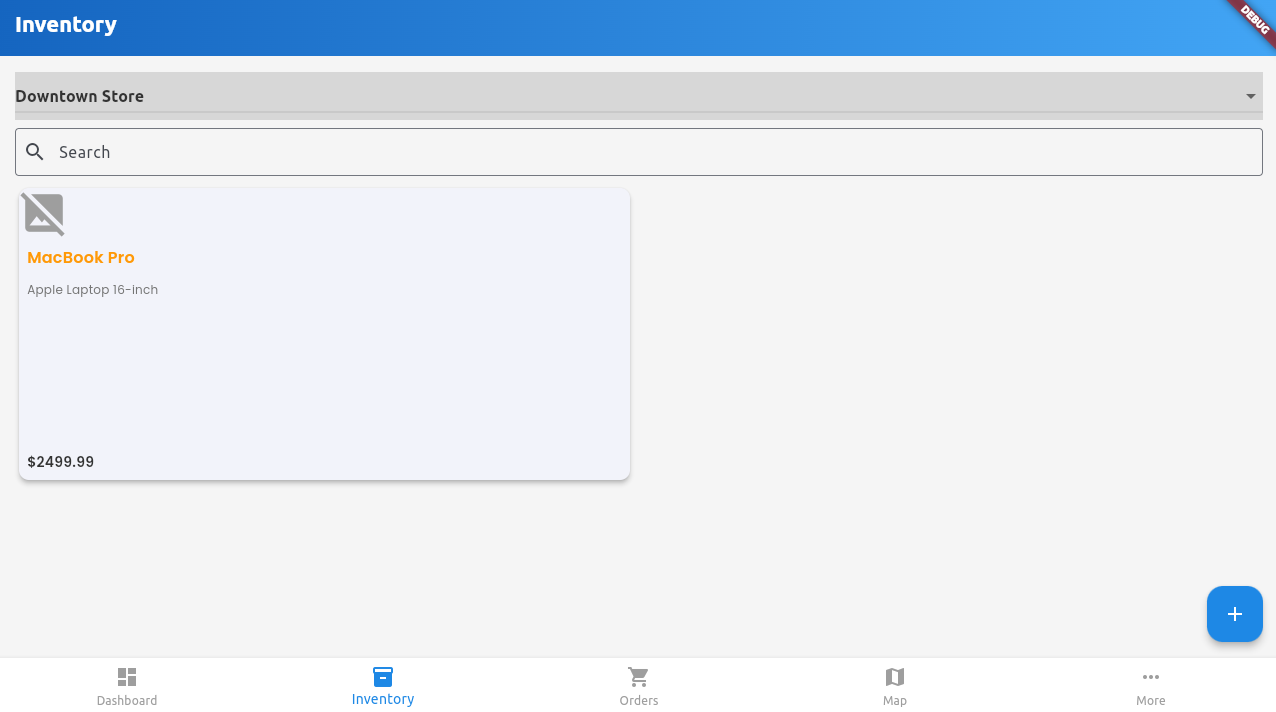 Inventory
DEBUG
Downtown Store
Search
MacBook Pro
Apple Laptop 16-inch
$2499.99
Dashboard
Inventory
Orders
Map
More